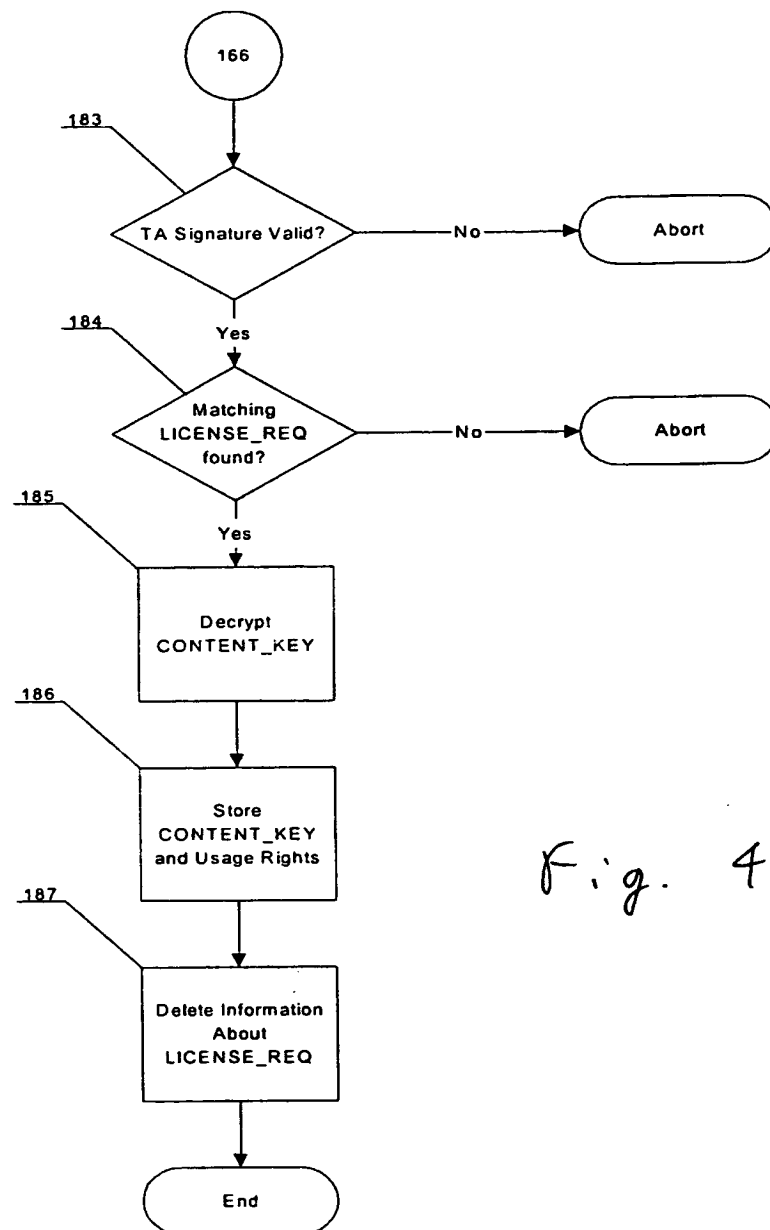 166
183
TA Signature Valid?
No
Abort
Yes
184
Matching
LICENSE_REQ
found?
No
Abort
Yes
185
Decrypt
CONTENT_KEY
186
Store
CONTENT_KEY
and Usage Rights
Fig. 4
187
Delete Information
About
LICENSE_REQ
End